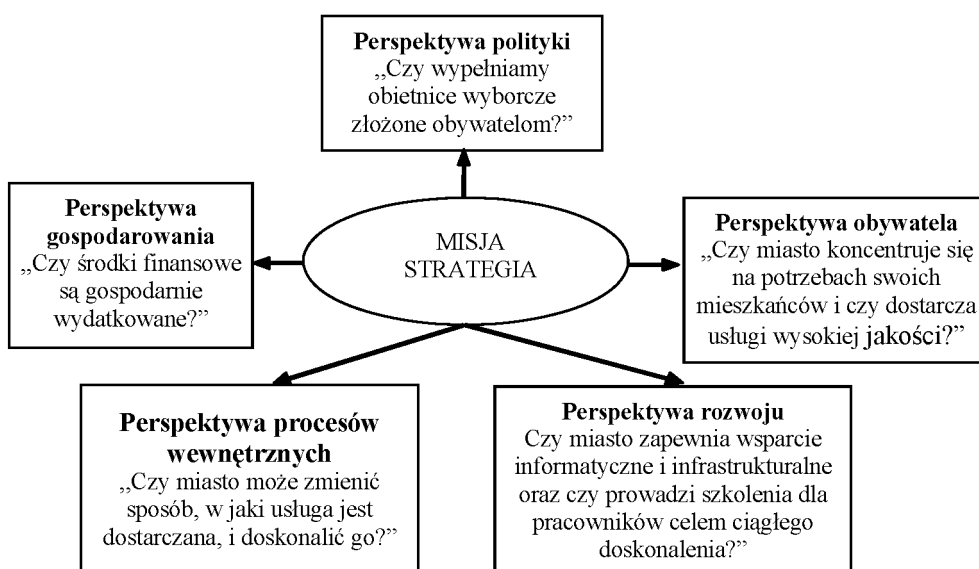 Perspektywa polityki
„Czy wypełniamy
obietnice wyborcze
złożone obywatelom?”
Perspektywa
gospodarowania
„Czy środki finansowe
są gospodarnie
wydatkowane?”
MISJA
STRATEGIA
Perspektywa obywatela
„Czy miasto koncentruje się
na potrzebach swoich
mieszkańców i czy dostarcza
usługi wysokiej jakości?”
Perspektywa procesów
wewnętrznych
„Czy miasto może zmienić
sposób, w jaki usługa jest
dostarczana, i doskonalić go?”
Perspektywa rozwoju
Czy miasto zapewnia wsparcie
informatyczne i infrastrukturalne
oraz czy prowadzi szkolenia dla
pracowników celem ciągłego
doskonalenia?”